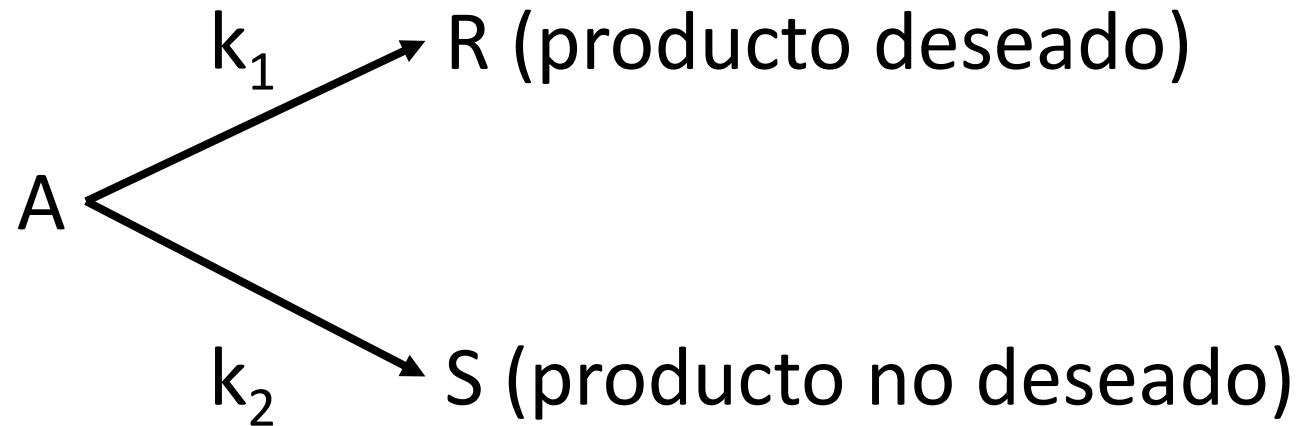 k₁
R (producto deseado)
A
k₂
S (producto no deseado)